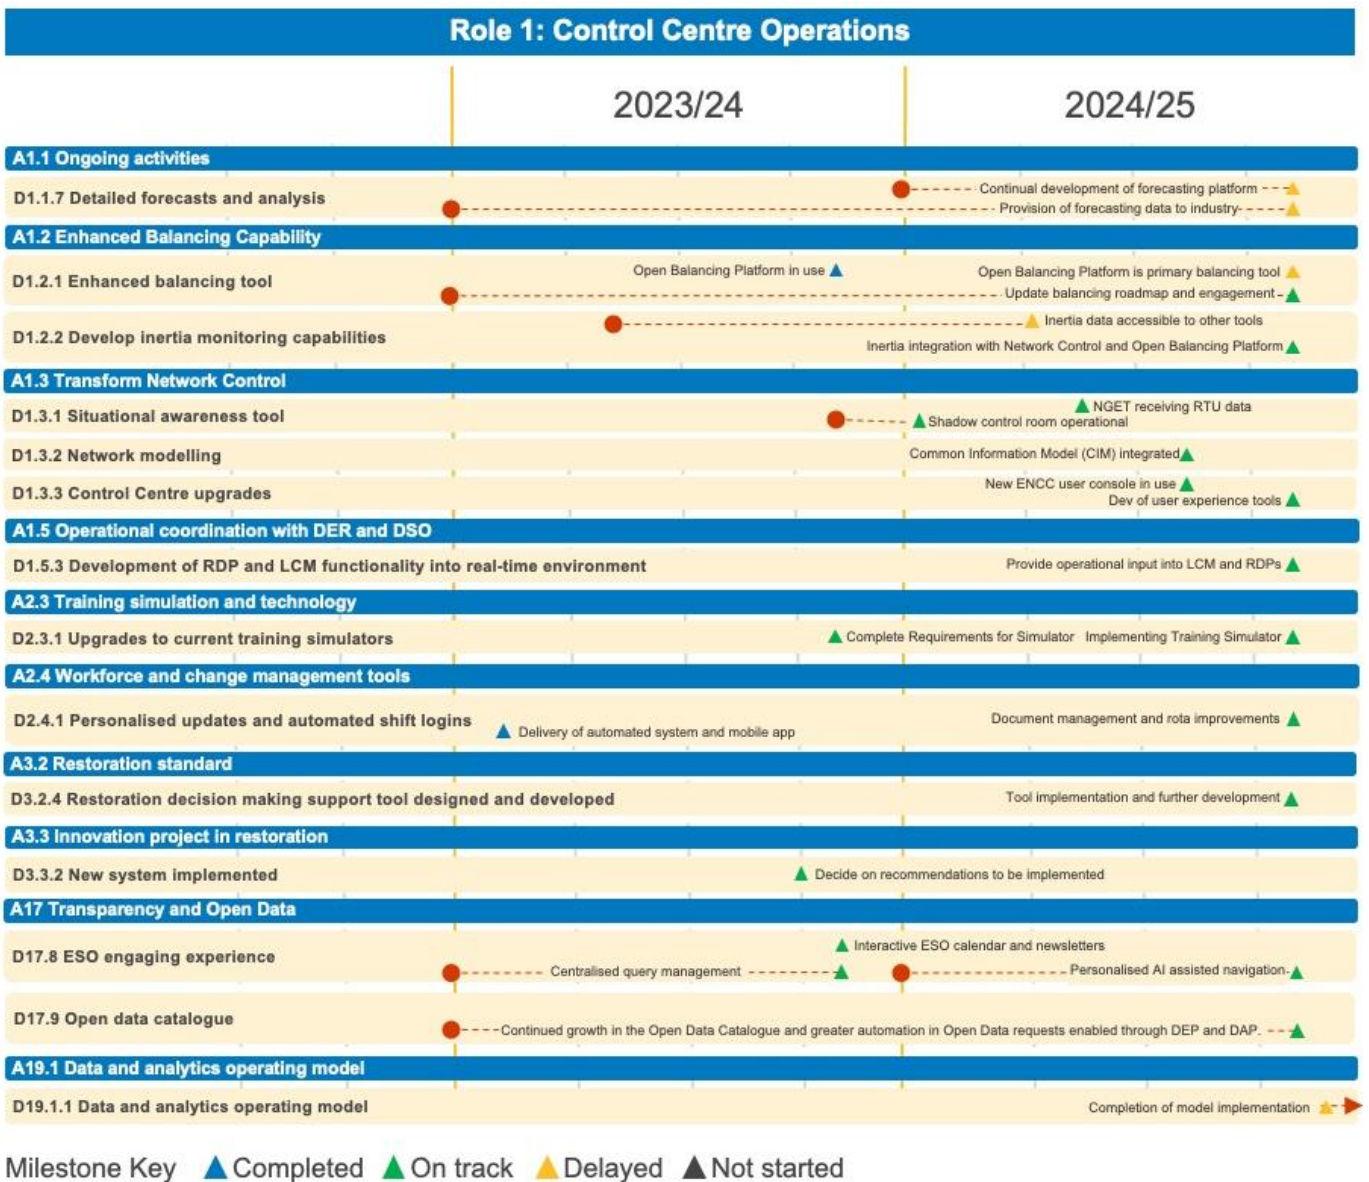 Role 1: Control Centre Operations
2023/24
2024/25
A1.1 Ongoing activities
D1.1.7 Detailed forecasts and analysis
Continual development of forecasting platform
Provision of forecasting data to industry
A1.2 Enhanced Balancing Capability
D1.2.1 Enhanced balancing tool
Open Balancing Platform in use
Open Balancing Platform is primary balancing tool
Update balancing roadmap and engagement
D1.2.2 Develop inertia monitoring capabilities
Inertia data accessible to other tools
Inertia integration with Network Control and Open Balancing Platform
A1.3 Transform Network Control
D1.3.1 Situational awareness tool
NGET receiving RTU data
Shadow control room operational
D1.3.2 Network modelling
Common Information Model (CIM) integrated
D1.3.3 Control Centre upgrades
New ENCC user console in use
Dev of user experience tools
A1.5 Operational coordination with DER and DSO
D1.5.3 Development of RDP and LCM functionality into real-time environment
Provide operational input into LCM and RDPs
A2.3 Training simulation and technology
D2.3.1 Upgrades to current training simulators
Complete Requirements for Simulator
Implementing Training Simulator
A2.4 Workforce and change management tools
D2.4.1 Personalised updates and automated shift logins
Delivery of automated system and mobile app
Document management and rota improvements
A3.2 Restoration standard
D3.2.4 Restoration decision making support tool designed and developed
Tool implementation and further development
A3.3 Innovation project in restoration
D3.3.2 New system implemented
Decide on recommendations to be implemented
A17 Transparency and Open Data
D17.8 ESO engaging experience
Interactive ESO calendar and newsletters
Centralised query management
Personalised AI assisted navigation
D17.9 Open data catalogue
Continued growth in the Open Data Catalogue and greater automation in Open Data requests enabled through DEP and DAP.
A19.1 Data and analytics operating model
D19.1.1 Data and analytics operating model
Completion of model implementation
Milestone Key
Completed
On track
Delayed
Not started